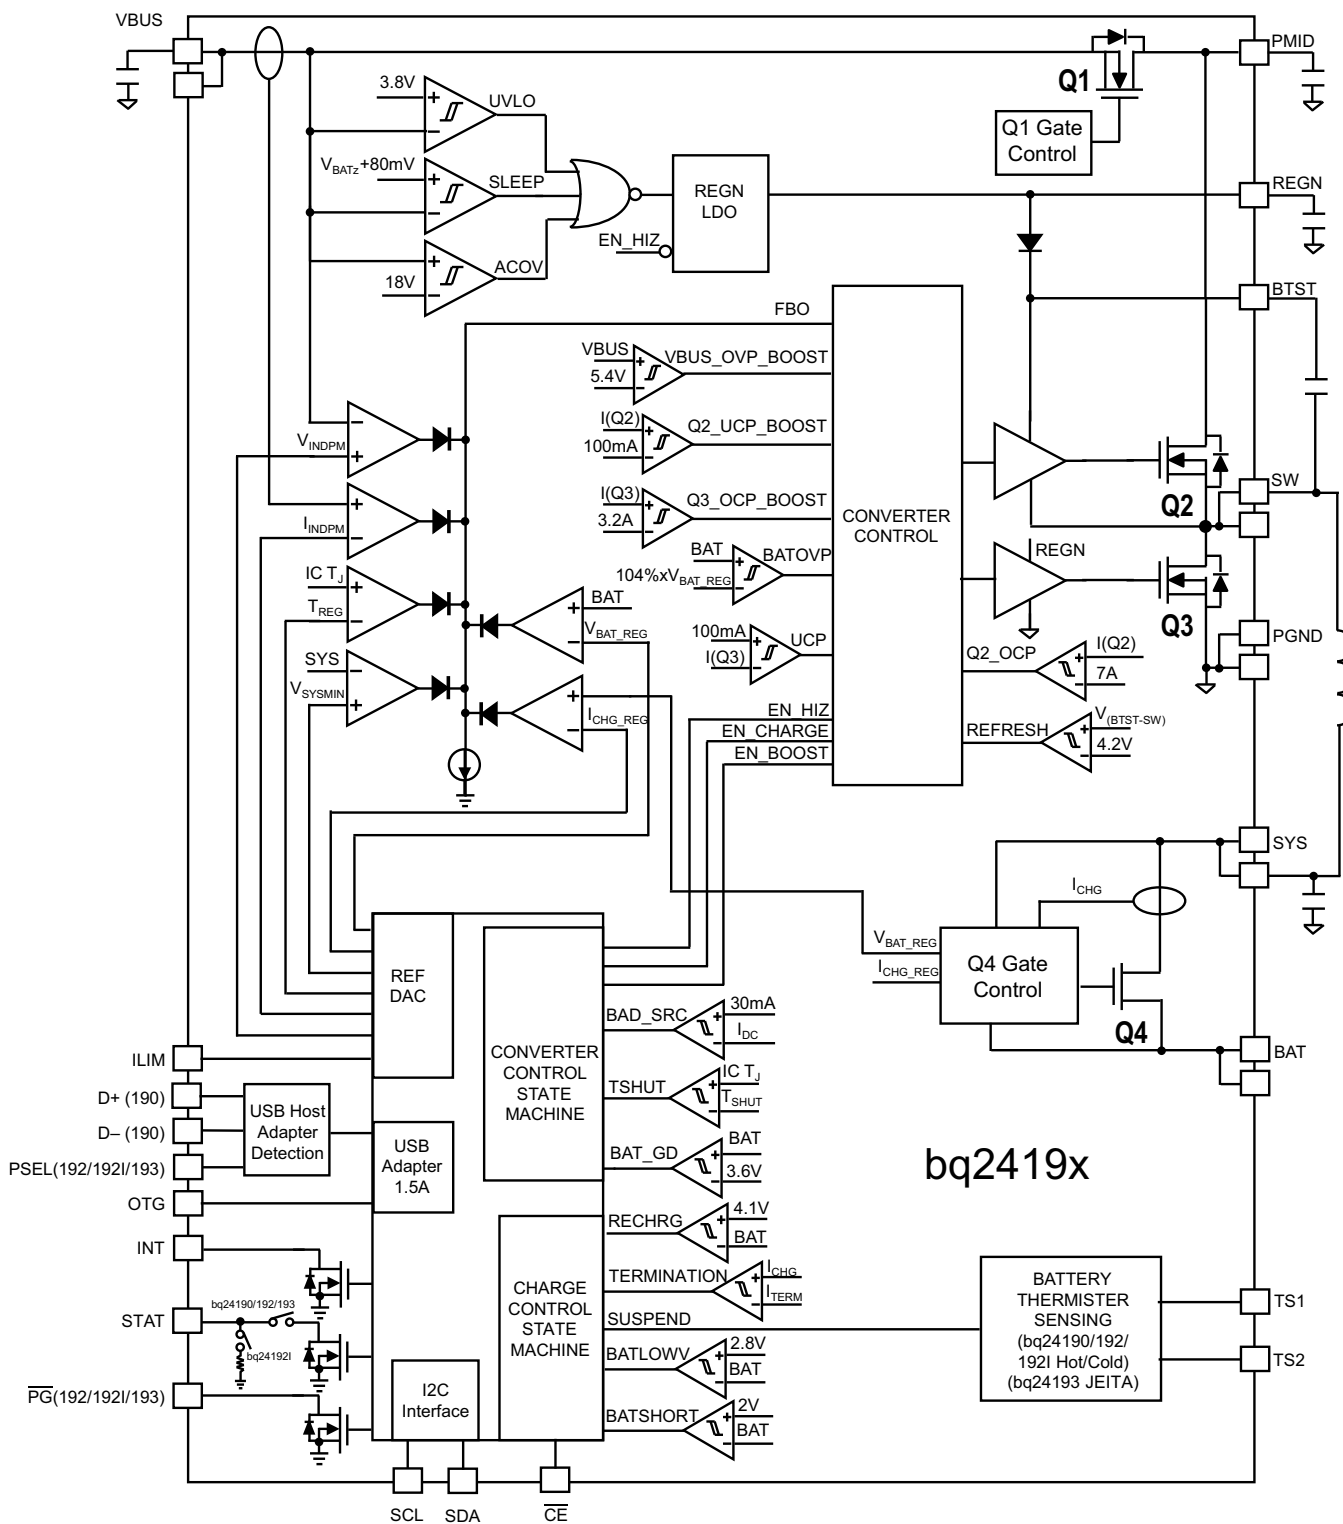 VBUS
PMID
3.8V
UVLO
Q1
Q1 Gate
Control
V_BATz+80mV
SLEEP
REGN
LDO
REGN
EN_HIZ
ACOV
18V
BTST
FBO
VBUS
VBUS_OVP_BOOST
5.4V
I(Q2)
Q2_UCP_BOOST
100mA
V_INDPM
I(Q3)
Q3_OCP_BOOST
3.2A
I_INDPM
CONVERTER
CONTROL
Q2
SW
BAT
BATOVP
104%xV_BAT_REG
REGN
IC T_J
T_REG
BAT
V_BAT_REG
Q3
PGND
100mA
UCP
I(Q3)
Q2_OCP
I(Q2)
7A
SYS
V_SYSMIN
I_CHG_REG
EN_HIZ
EN_CHARGE
EN_BOOST
REFRESH
V_(BTST-SW)
4.2V
SYS
I_CHG
V_BAT_REG
I_CHG_REG
Q4 Gate
Control
Q4
BAT
REF
DAC
CONVERTER
CONTROL
STATE
MACHINE
BAD_SRC
30mA
I_DC
TSHUT
IC T_J
T_SHUT
BAT_GD
BAT
3.6V
bq2419x
ILIM
D+ (190)
D– (190)
PSEL(192/192I/193)
OTG
USB Host
Adapter
Detection
USB
Adapter
1.5A
INT
STAT
bq24190/192/193
bq24192I
PG(192/192I/193)
RECHRG
4.1V
BAT
CHARGE
CONTROL
STATE
MACHINE
TERMINATION
I_CHG
I_TERM
SUSPEND
BATLOWV
2.8V
BAT
BATSHORT
2V
BAT
BATTERY
THERMISTER
SENSING
(bq24190/192/
192I Hot/Cold)
(bq24193 JEITA)
TS1
TS2
I2C
Interface
SCL
SDA
CE